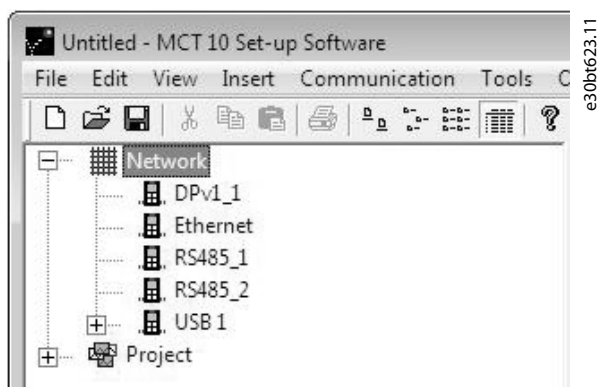 Untitled - MCT 10 Set-up Software
File Edit View Insert Communication Tools
Network
DPv1_1
Ethernet
RS485_1
RS485_2
USB 1
Project
e30bt623.11